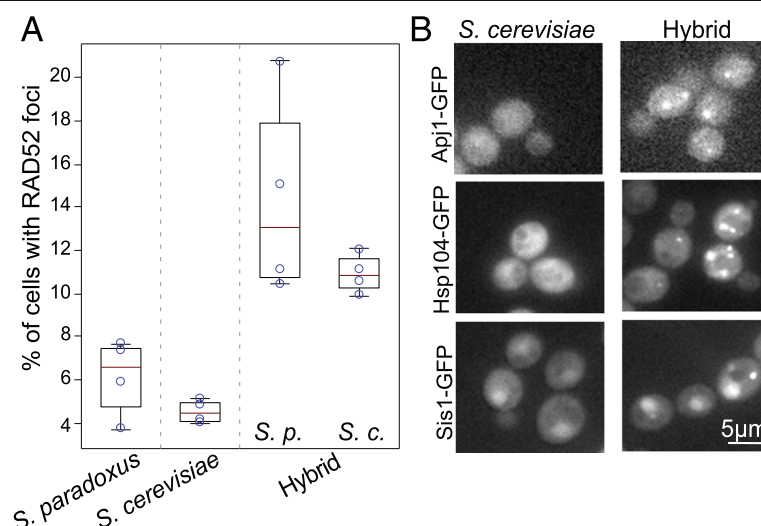 A
% of cells with RAD52 foci
20
18
16
14
12
10
8
6
4
S. p.
S. c.
S. paradoxus
S. cerevisiae
Hybrid
B
S. cerevisiae
Hybrid
Apj1-GFP
Hsp104-GFP
Sis1-GFP
5µm